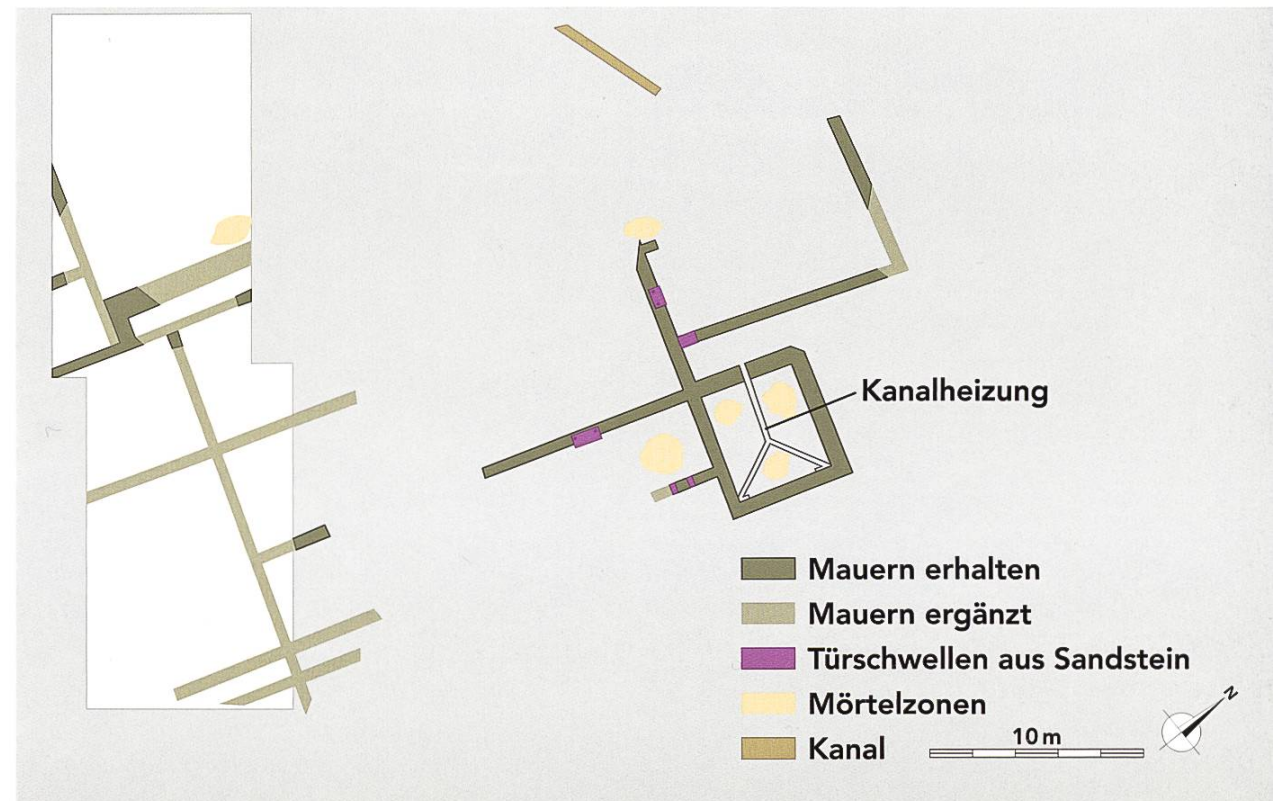 Kanalheizung
Mauern erhalten
Mauern ergänzt
Türschwellen aus Sandstein
Mörtelzonen
Kanal
10 m
N